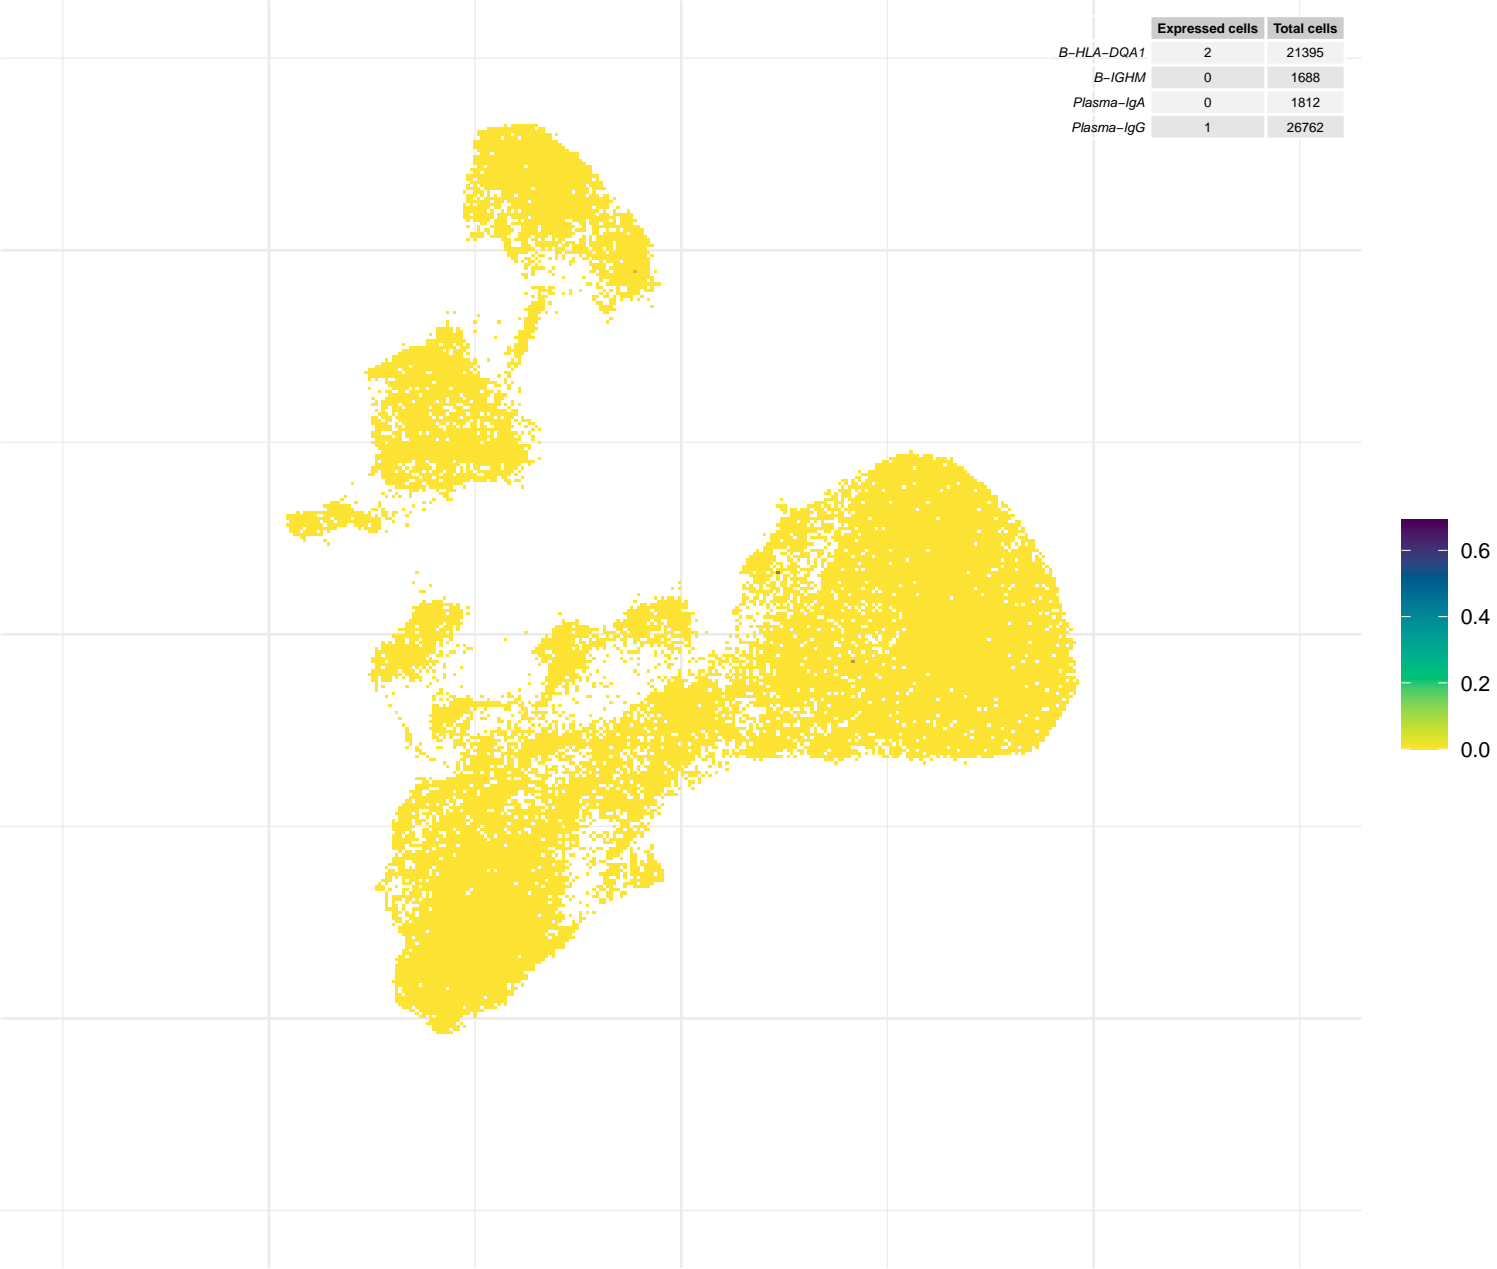 Expressed cells Total cells
B−HLA−DQA1 2 21395
B−IGHM 0 1688
Plasma−IgA 0 1812
Plasma−IgG 1 26762
0.6
0.4
0.2
0.0